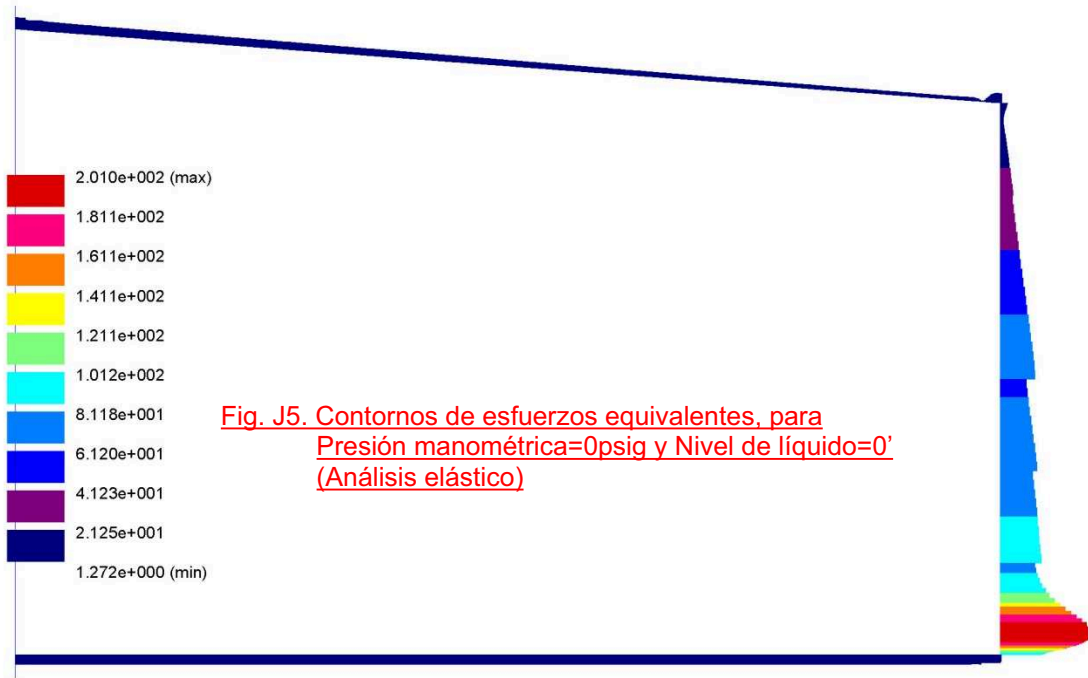 2.010e+002 (max)
1.811e+002
1.611e+002
1.411e+002
1.211e+002
1.012e+002
8.118e+001
6.120e+001
4.123e+001
2.125e+001
1.272e+000 (min)
Fig. J5. Contornos de esfuerzos equivalentes, para
Presión manométrica=0psig y Nivel de líquido=0’
(Análisis elástico)